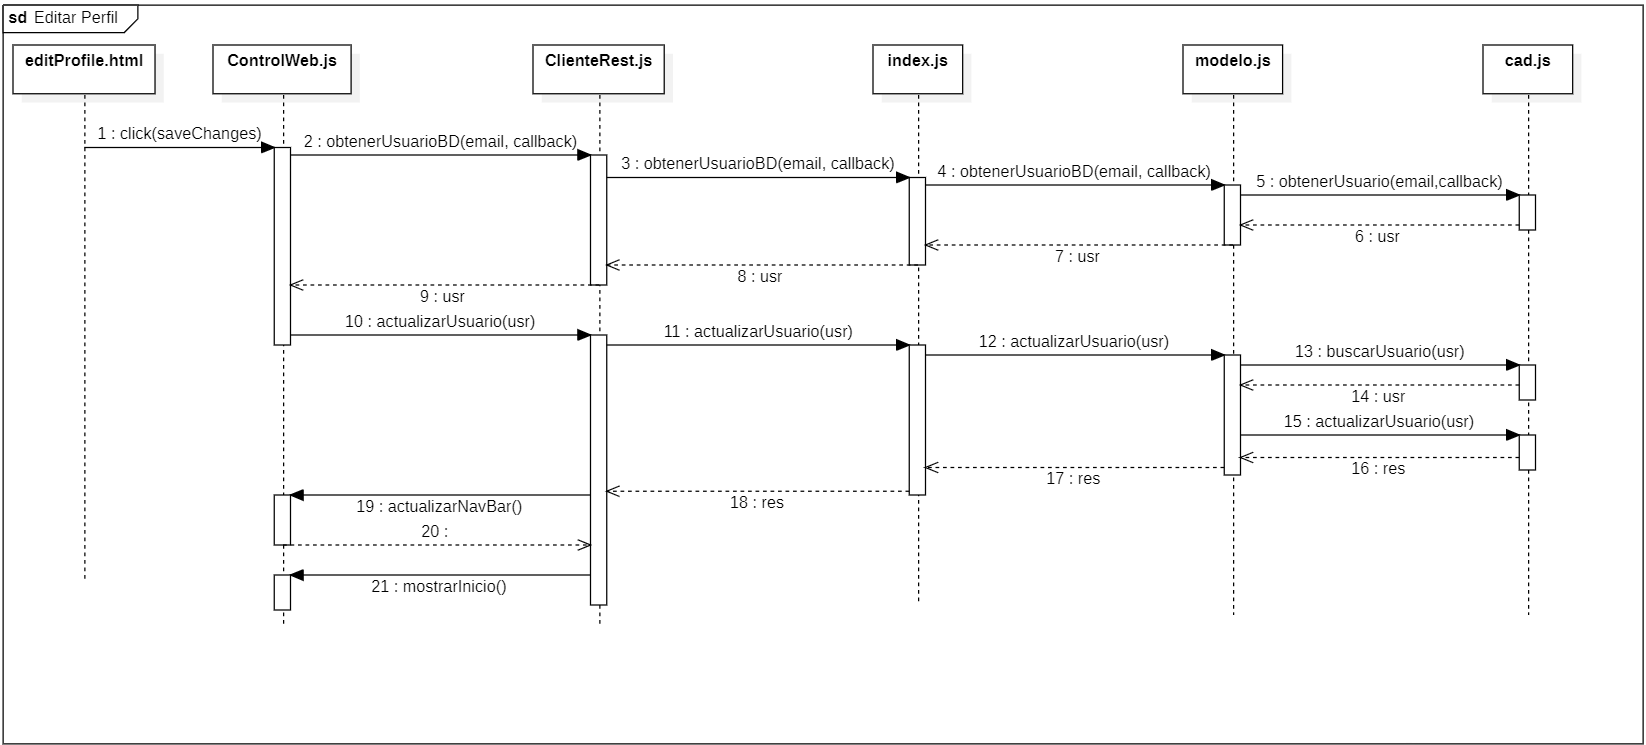 sd Editar Perfil
editProfile.html
ControlWeb.js
ClienteRest.js
index.js
modelo.js
cad.js
1 : click(saveChanges)
2 : obtenerUsuarioBD(email, callback)
3 : obtenerUsuarioBD(email, callback)
4 : obtenerUsuarioBD(email, callback)
5 : obtenerUsuario(email,callback)
6 : usr
7 : usr
8 : usr
9 : usr
10 : actualizarUsuario(usr)
11 : actualizarUsuario(usr)
12 : actualizarUsuario(usr)
13 : buscarUsuario(usr)
14 : usr
15 : actualizarUsuario(usr)
16 : res
17 : res
18 : res
19 : actualizarNavBar()
20 :
21 : mostrarInicio()